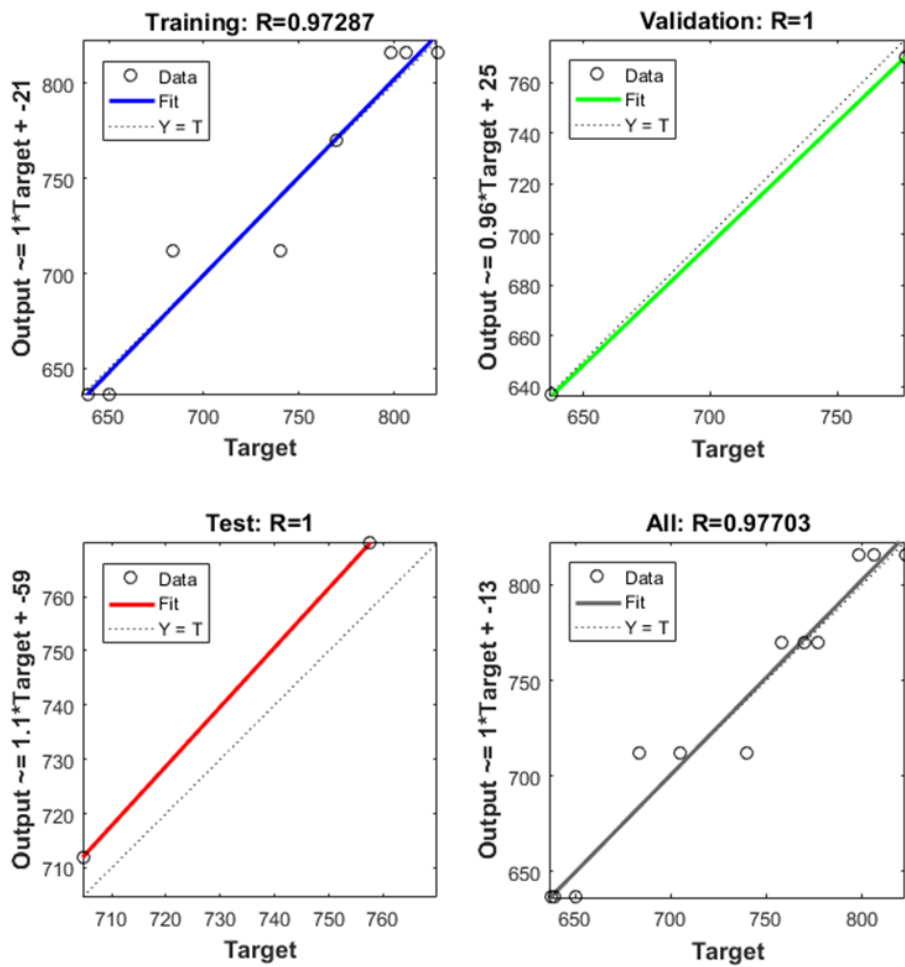 Training: R=0.97287
Output ~= 1*Target + -21
800
750
700
650
Data
Fit
Y = T
650 700 750 800
Target
Validation: R=1
Output ~= 0.96*Target + 25
760
740
720
700
680
660
640
Data
Fit
Y = T
650 700 750
Target
Test: R=1
Output ~= 1.1*Target + -59
760
750
740
730
720
710
Data
Fit
Y = T
710 720 730 740 750 760
Target
All: R=0.97703
Output ~= 1*Target + -13
800
750
700
650
Data
Fit
Y = T
650 700 750 800
Target